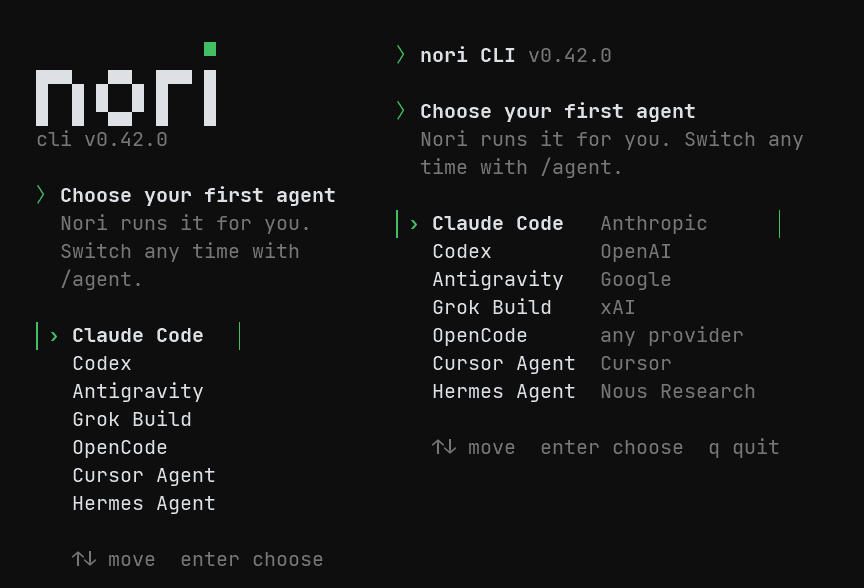 nori
cli v0.42.0
〉 Choose your first agent
Nori runs it for you.
Switch any time with
/agent.
› Claude Code
Codex
Antigravity
Grok Build
OpenCode
Cursor Agent
Hermes Agent
↑↓ move  enter choose
〉 nori CLI v0.42.0
〉 Choose your first agent
Nori runs it for you. Switch any
time with /agent.
› Claude Code   Anthropic
Codex   OpenAI
Antigravity   Google
Grok Build   xAI
OpenCode   any provider
Cursor Agent   Cursor
Hermes Agent   Nous Research
↑↓ move  enter choose  q quit